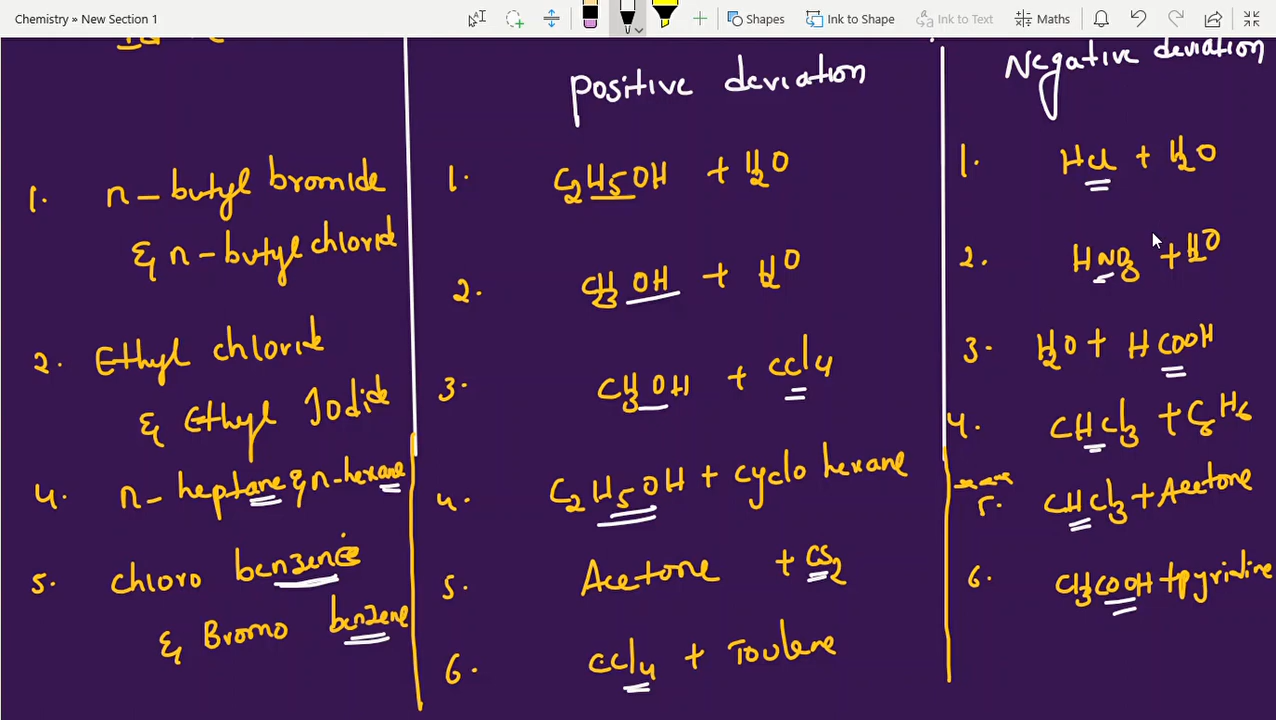 Chemistry » New Section 1
Shapes
Ink to Shape
Ink to Text
Maths
Positive deviation
Negative deviation
1. n-butyl bromide
& n-butyl chlorid
2. Ethyl chlorid
& Ethyl Iodid
4. n-heptane & n-hexane
5. chloro benzene
& Bromo benzene
1. C2H5OH + H2O
2. CH3OH + H2O
3. CH3OH + CCl4
4. C2H5OH + cyclo hexane
5. Acetone + CS2
6. CCl4 + Toulene
1. HCl + H2O
2. HNO3 + H2O
3. H2O + HCOOH
4. CHCl3 + C6H6
5. CHCl3 + Acetone
6. CH3COOH + pyridine